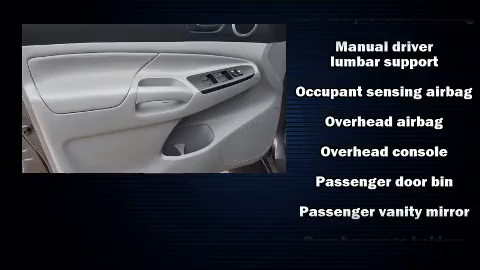 Manual driver
lumbar support
Occupant sensing airbag
Overhead airbag
Overhead console
Passenger door bin
Passenger vanity mirror